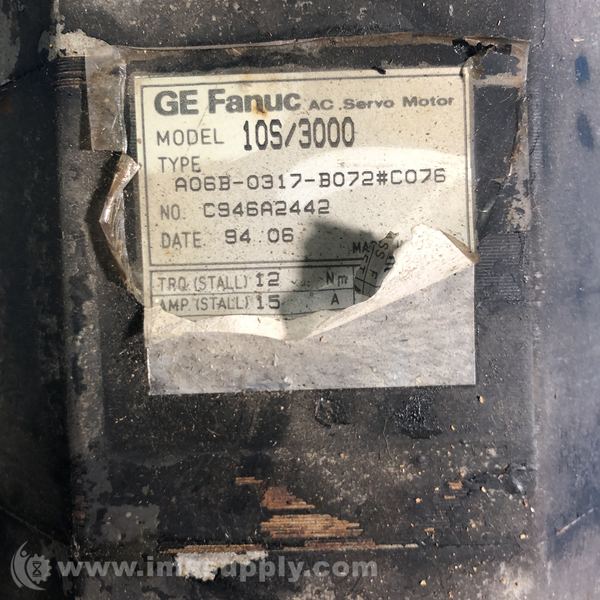 GE Fanuc AC Servo Motor
MODEL 10S/3000
TYPE
A06B-0317-B072#C076
NO. C946A2442
DATE. 94.06
TRQ.(STALL) 12 Nm
AMP.(STALL) 15 A
www.imssupply.com